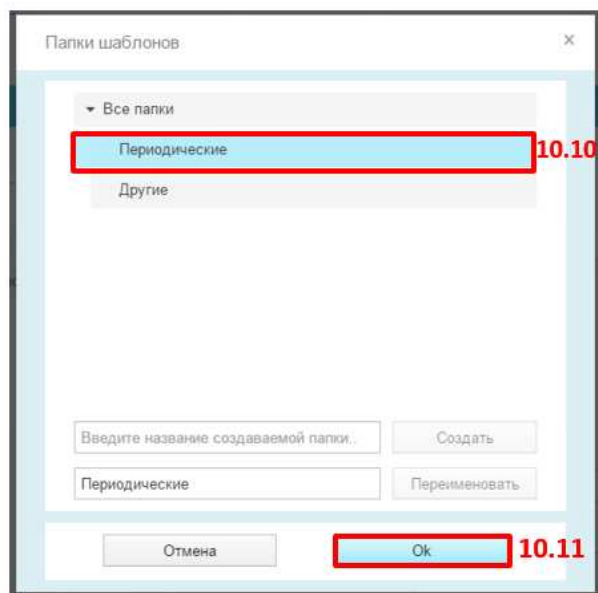 Папки шаблонов ×
Все папки
Периодические 10.10
Другие
Введите название создаваемой папки.. Создать
Периодические Переименовать
Отмена Ok 10.11